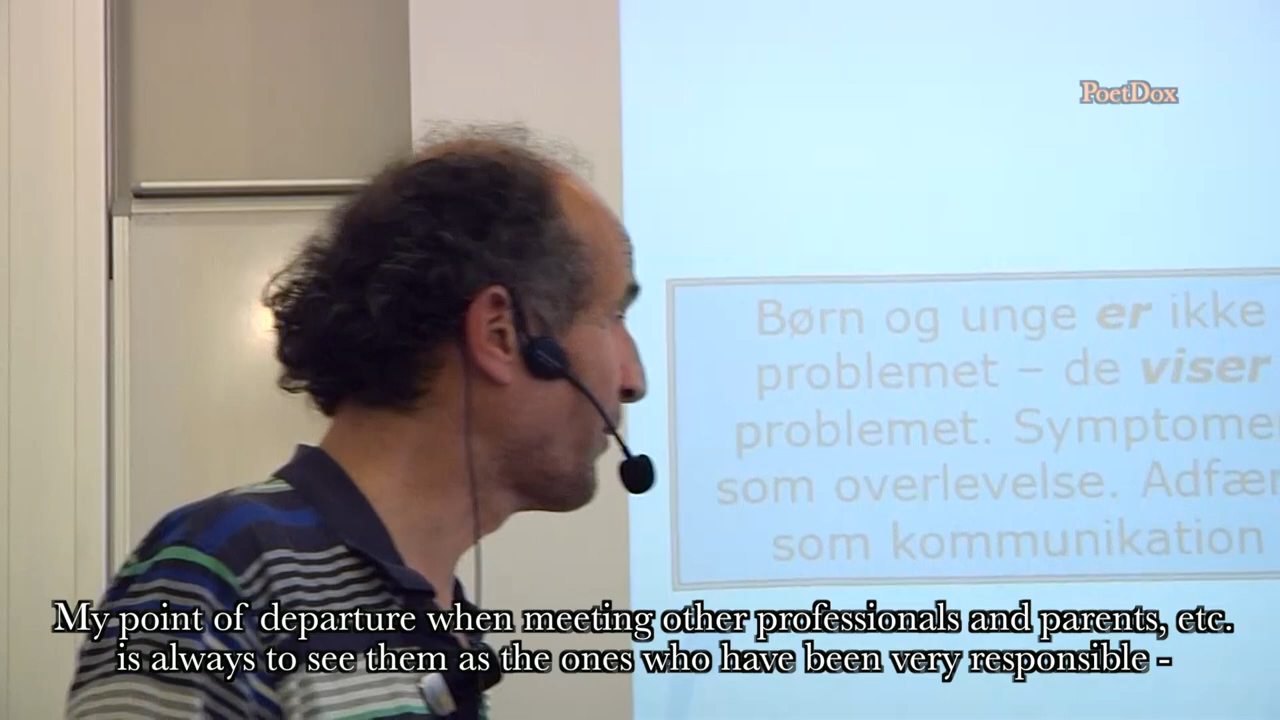 PoetDox
Børn og unge er ikke
problemet – de viser
problemet. Symptomer
som overlevelse. Adfær
som kommunikation
My point of departure when meeting other professionals and parents, etc.
is always to see them as the ones who have been very responsible -